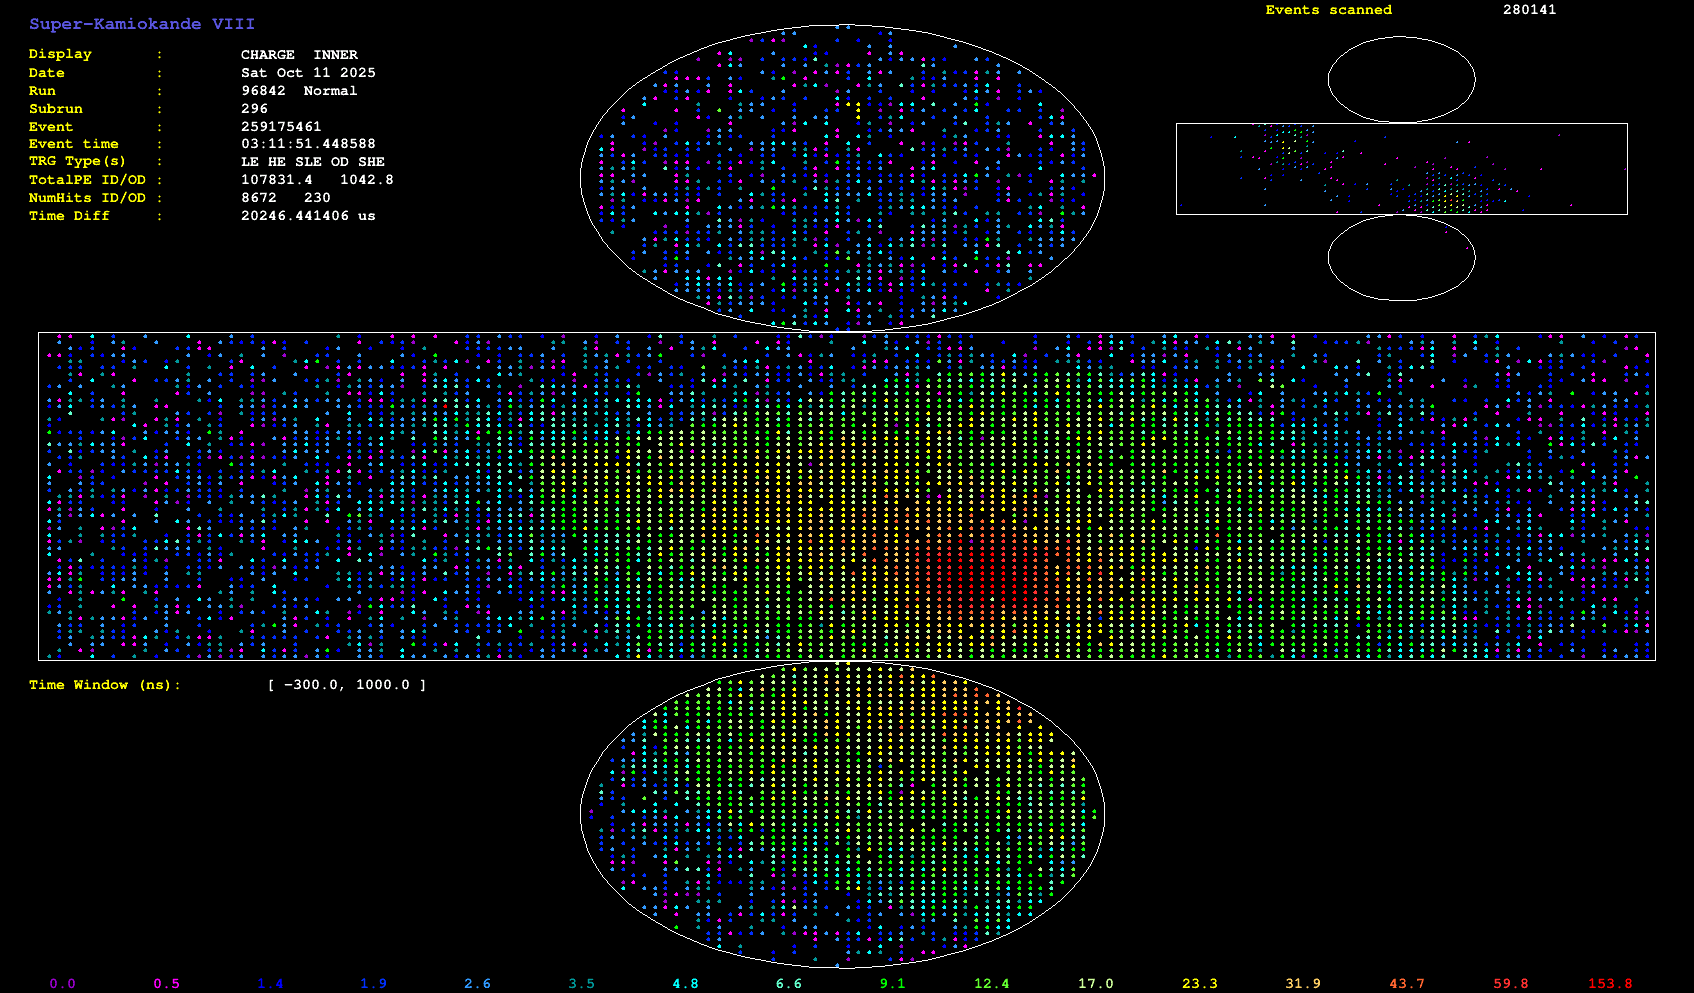 Super-Kamiokande VIII
Events scanned 280141
Display : CHARGE INNER
Date : Sat Oct 11 2025
Run : 96842 Normal
Subrun : 296
Event : 259175461
Event time : 03:11:51.448588
TRG Type(s) : LE HE SLE OD SHE
TotalPE ID/OD : 107831.4 1042.8
NumHits ID/OD : 8672 230
Time Diff : 20246.441406 us
Time Window (ns): [ -300.0, 1000.0 ]
0.0 0.5 1.4 1.9 2.6 3.5 4.8 6.6 9.1 12.4 17.0 23.3 31.9 43.7 59.8 153.8